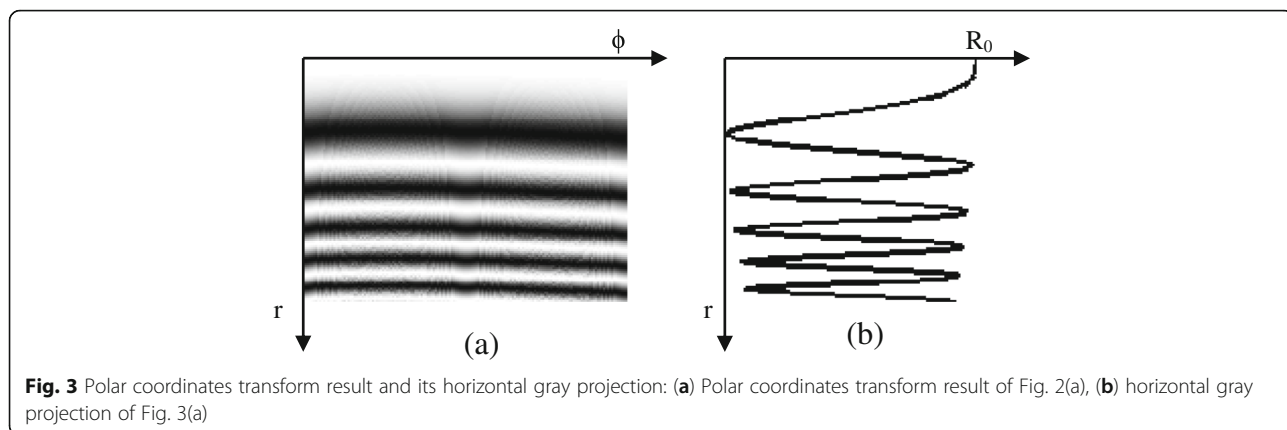 ϕ
R₀
r
(a)
r
(b)
Fig. 3 Polar coordinates transform result and its horizontal gray projection: (a) Polar coordinates transform result of Fig. 2(a), (b) horizontal gray
projection of Fig. 3(a)